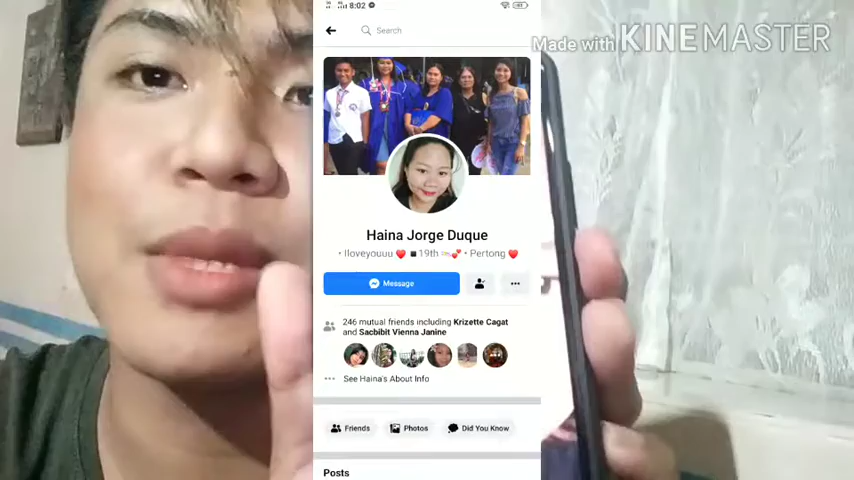 8:02
Search
Made with KINEMASTER
Haina Jorge Duque
• Iloveyouuu ❤️ ◾19th 💕 • Pertong ❤️
Message
246 mutual friends including Krizette Cagat
and Sacbibit Vienna Janine
See Haina's About Info
Friends
Photos
Did You Know
Posts